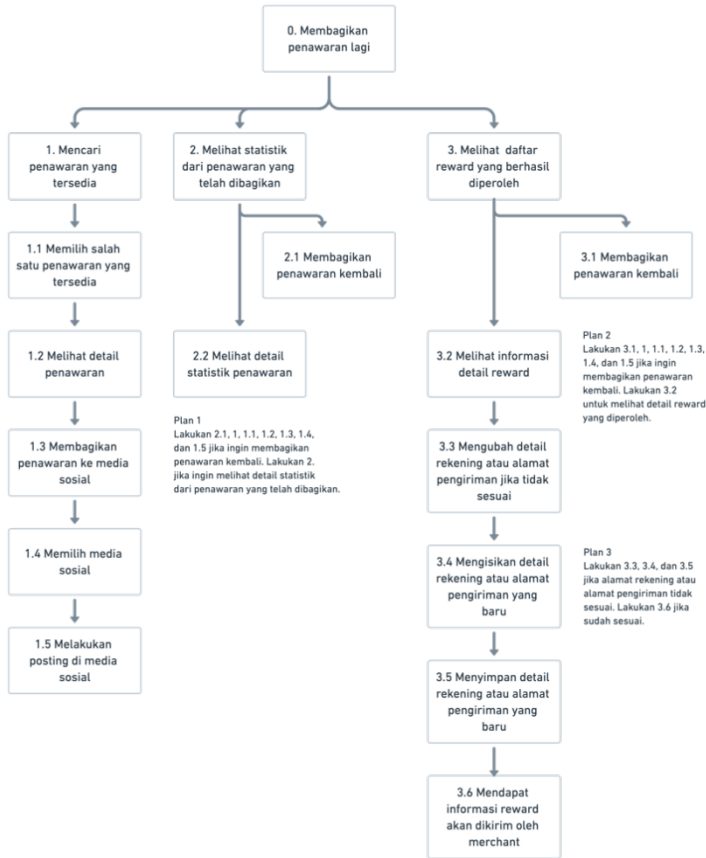 0. Membagikan
penawaran lagi
1. Mencari
penawaran yang
tersedia
2. Melihat statistik
dari penawaran yang
telah dibagikan
3. Melihat daftar
reward yang berhasil
diperoleh
1.1 Memilih salah
satu penawaran yang
tersedia
2.1 Membagikan
penawaran kembali
3.1 Membagikan
penawaran kembali
1.2 Melihat detail
penawaran
2.2 Melihat detail
statistik penawaran
3.2 Melihat informasi
detail reward
Plan 2
Lakukan 3.1, 1, 1.1, 1.2, 1.3,
1.4, dan 1.5 jika ingin
membagikan penawaran
kembali. Lakukan 3.2
untuk melihat detail reward
yang diperoleh.
Plan 1
Lakukan 2.1, 1, 1.1, 1.2, 1.3, 1.4,
dan 1.5 jika ingin membagikan
penawaran kembali. Lakukan 2.
jika ingin melihat detail statistik
dari penawaran yang telah dibagikan.
1.3 Membagikan
penawaran ke media
sosial
3.3 Mengubah detail
rekening atau alamat
pengiriman jika tidak
sesuai
1.4 Memilih media
sosial
3.4 Mengisikan detail
rekening atau alamat
pengiriman yang
baru
Plan 3
Lakukan 3.3, 3.4, dan 3.5
jika alamat rekening atau
alamat pengiriman tidak
sesuai. Lakukan 3.6 jika
sudah sesuai.
1.5 Melakukan
posting di media
sosial
3.5 Menyimpan detail
rekening atau alamat
pengiriman yang
baru
3.6 Mendapat
informasi reward
akan dikirim oleh
merchant